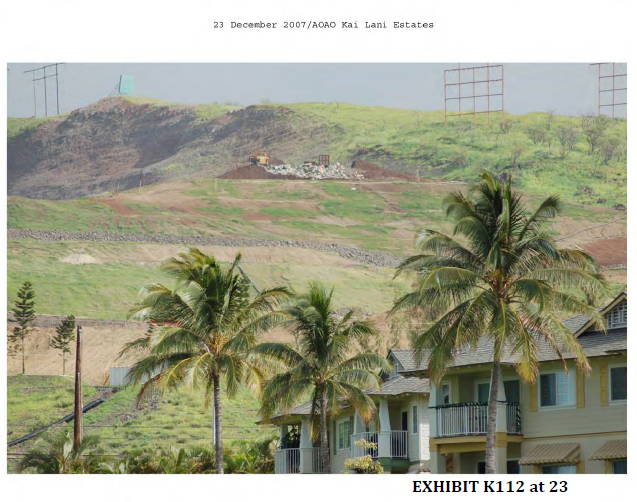 23 December 2007/AOAO Kai Lani Estates
EXHIBIT K112 at 23